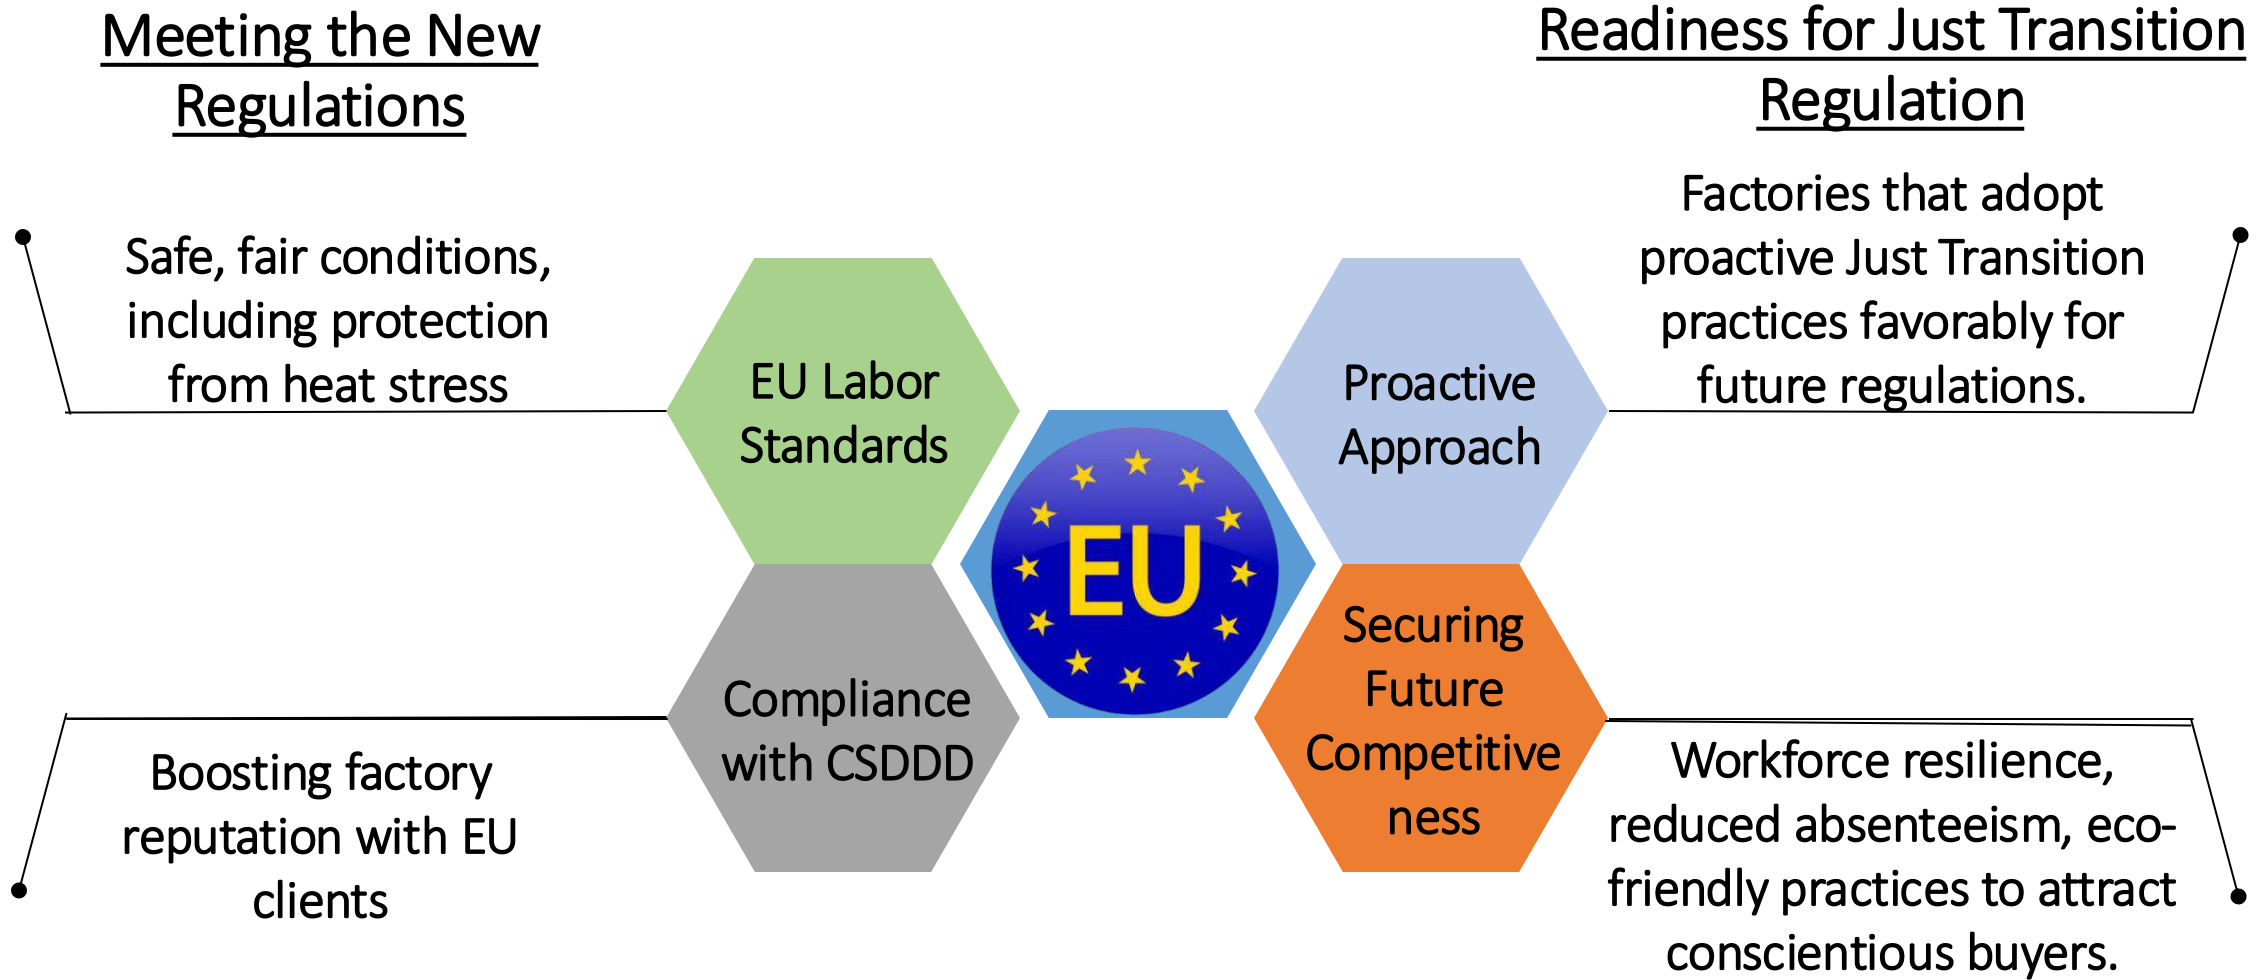 Meeting the New
Regulations
Safe, fair conditions,
including protection
from heat stress
EU Labor
Standards
Compliance
with CSDDD
Boosting factory
reputation with EU
clients
EU
Readiness for Just Transition
Regulation
Factories that adopt
proactive Just Transition
practices favorably for
future regulations.
Proactive
Approach
Securing
Future
Competitive
ness
Workforce resilience,
reduced absenteeism, eco-
friendly practices to attract
conscientious buyers.